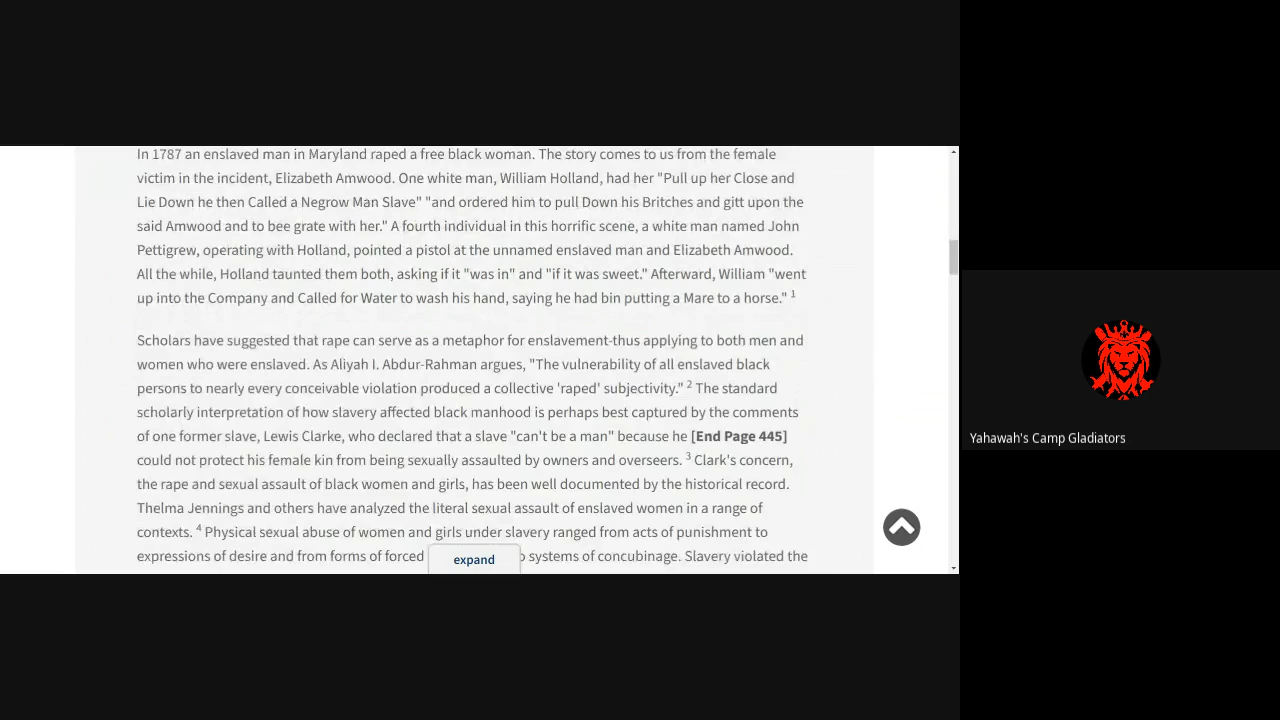 In 1787 an enslaved man in Maryland raped a free black woman. The story comes to us from the female
victim in the incident, Elizabeth Amwood. One white man, William Holland, had her "Pull up her Close and
Lie Down he then Called a Negrow Man Slave" "and ordered him to pull Down his Britches and gitt upon the
said Amwood and to bee grate with her." A fourth individual in this horrific scene, a white man named John
Pettigrew, operating with Holland, pointed a pistol at the unnamed enslaved man and Elizabeth Amwood.
All the while, Holland taunted them both, asking if it "was in" and "if it was sweet." Afterward, William "went
up into the Company and Called for Water to wash his hand, saying he had bin putting a Mare to a horse." 1
Scholars have suggested that rape can serve as a metaphor for enslavement-thus applying to both men and
women who were enslaved. As Aliyah I. Abdur-Rahman argues, "The vulnerability of all enslaved black
persons to nearly every conceivable violation produced a collective 'raped' subjectivity." 2 The standard
scholarly interpretation of how slavery affected black manhood is perhaps best captured by the comments
of one former slave, Lewis Clarke, who declared that a slave "can't be a man" because he [End Page 445]
could not protect his female kin from being sexually assaulted by owners and overseers. 3 Clark's concern,
the rape and sexual assault of black women and girls, has been well documented by the historical record.
Thelma Jennings and others have analyzed the literal sexual assault of enslaved women in a range of
contexts. 4 Physical sexual abuse of women and girls under slavery ranged from acts of punishment to
expressions of desire and from forms of forced systems of concubinage. Slavery violated the
expand
Yahawah's Camp Gladiators